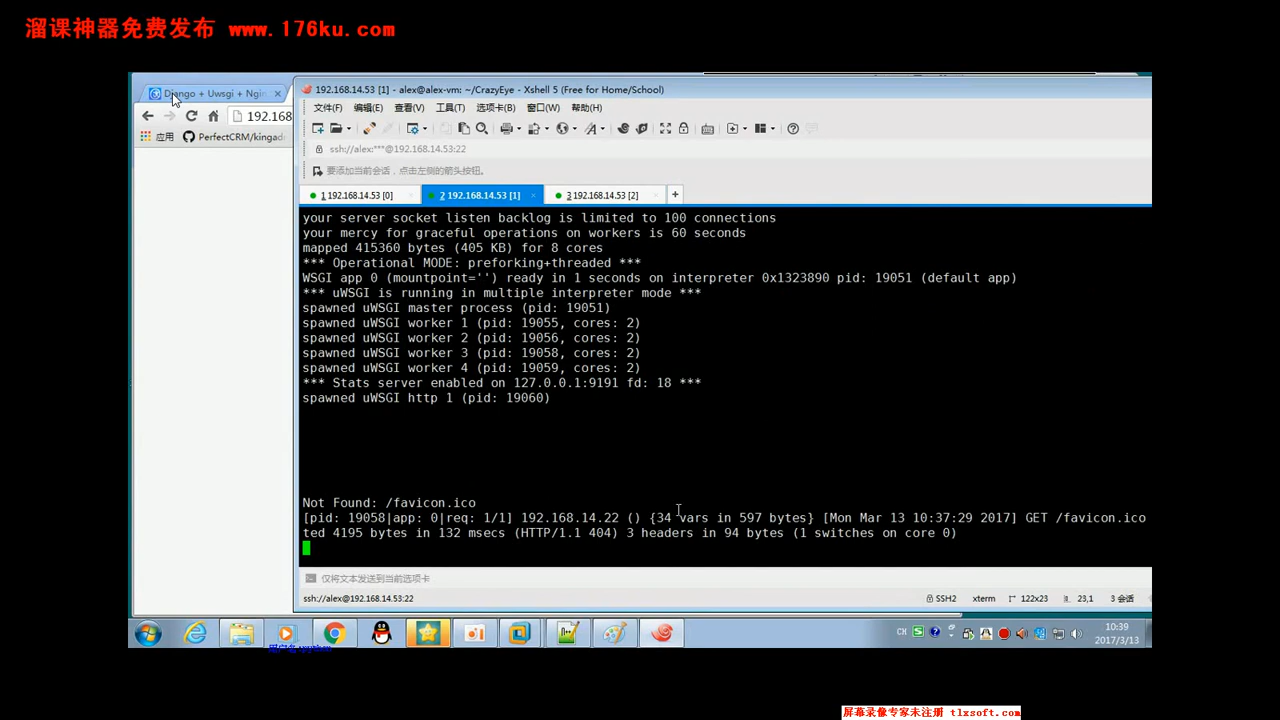 溜课神器免费发布 www.176ku.com
Django + Uwsgi + Ngin
192.168.14.53 [1] - alex@alex-vm: ~/CrazyEye - Xshell 5 (Free for Home/School)
文件(F) 编辑(E) 查看(V) 工具(T) 选项卡(B) 窗口(W) 帮助(H)
192.168
应用 PerfectCRM/kingad
ssh://alex:***@192.168.14.53:22
要添加当前会话，点击左侧的箭头按钮。
1 192.168.14.53 [0] 2 192.168.14.53 [1] 3 192.168.14.53 [2]
your server socket listen backlog is limited to 100 connections
your mercy for graceful operations on workers is 60 seconds
mapped 415360 bytes (405 KB) for 8 cores
*** Operational MODE: preforking+threaded ***
WSGI app 0 (mountpoint='') ready in 1 seconds on interpreter 0x1323890 pid: 19051 (default app)
*** uWSGI is running in multiple interpreter mode ***
spawned uWSGI master process (pid: 19051)
spawned uWSGI worker 1 (pid: 19055, cores: 2)
spawned uWSGI worker 2 (pid: 19056, cores: 2)
spawned uWSGI worker 3 (pid: 19058, cores: 2)
spawned uWSGI worker 4 (pid: 19059, cores: 2)
*** Stats server enabled on 127.0.0.1:9191 fd: 18 ***
spawned uWSGI http 1 (pid: 19060)
Not Found: /favicon.ico
[pid: 19058|app: 0|req: 1/1] 192.168.14.22 () {34 vars in 597 bytes} [Mon Mar 13 10:37:29 2017] GET /favicon.ico
ted 4195 bytes in 132 msecs (HTTP/1.1 404) 3 headers in 94 bytes (1 switches on core 0)
仅将文本发送到当前选项卡
ssh://alex@192.168.14.53:22 SSH2 xterm 122x23 23,1 3 会话
CH 10:39
2017/3/13
屏幕录像专家未注册 tlxsoft.com